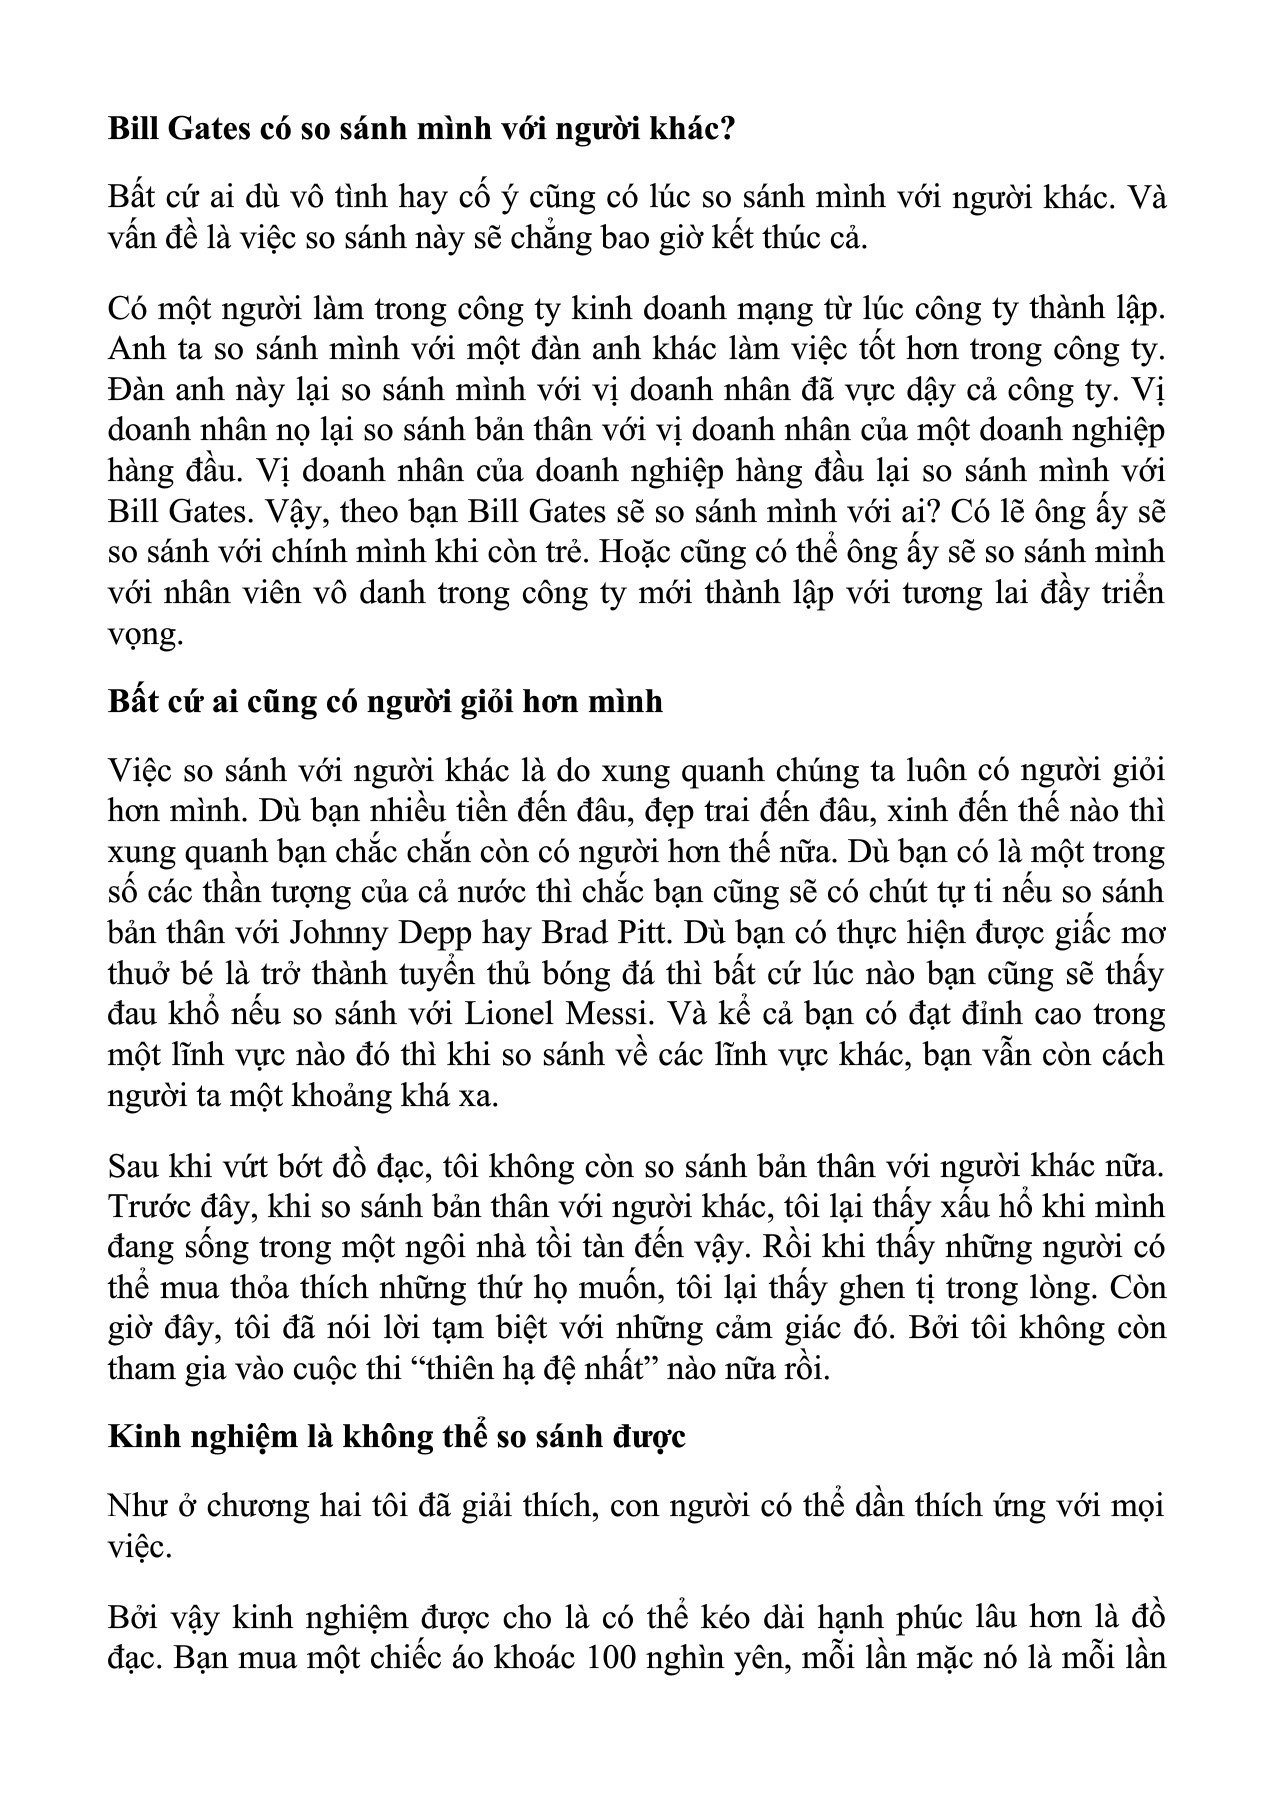 Bill Gates có so sánh mình với người khác?
Bất cứ ai dù vô tình hay cố ý cũng có lúc so sánh mình với người khác. Và
vấn đề là việc so sánh này sẽ chẳng bao giờ kết thúc cả.
Có một người làm trong công ty kinh doanh mạng từ lúc công ty thành lập.
Anh ta so sánh mình với một đàn anh khác làm việc tốt hơn trong công ty.
Đàn anh này lại so sánh mình với vị doanh nhân đã vực dậy cả công ty. Vị
doanh nhân nọ lại so sánh bản thân với vị doanh nhân của một doanh nghiệp
hàng đầu. Vị doanh nhân của doanh nghiệp hàng đầu lại so sánh mình với
Bill Gates. Vậy, theo bạn Bill Gates sẽ so sánh mình với ai? Có lẽ ông ấy sẽ
so sánh với chính mình khi còn trẻ. Hoặc cũng có thể ông ấy sẽ so sánh mình
với nhân viên vô danh trong công ty mới thành lập với tương lai đầy triển
vọng.
Bất cứ ai cũng có người giỏi hơn mình
Việc so sánh với người khác là do xung quanh chúng ta luôn có người giỏi
hơn mình. Dù bạn nhiều tiền đến đâu, đẹp trai đến đâu, xinh đến thế nào thì
xung quanh bạn chắc chắn còn có người hơn thế nữa. Dù bạn có là một trong
số các thần tượng của cả nước thì chắc bạn cũng sẽ có chút tự ti nếu so sánh
bản thân với Johnny Depp hay Brad Pitt. Dù bạn có thực hiện được giấc mơ
thuở bé là trở thành tuyển thủ bóng đá thì bất cứ lúc nào bạn cũng sẽ thấy
đau khổ nếu so sánh với Lionel Messi. Và kể cả bạn có đạt đỉnh cao trong
một lĩnh vực nào đó thì khi so sánh về các lĩnh vực khác, bạn vẫn còn cách
người ta một khoảng khá xa.
Sau khi vứt bớt đồ đạc, tôi không còn so sánh bản thân với người khác nữa.
Trước đây, khi so sánh bản thân với người khác, tôi lại thấy xấu hổ khi mình
đang sống trong một ngôi nhà tồi tàn đến vậy. Rồi khi thấy những người có
thể mua thỏa thích những thứ họ muốn, tôi lại thấy ghen tị trong lòng. Còn
giờ đây, tôi đã nói lời tạm biệt với những cảm giác đó. Bởi tôi không còn
tham gia vào cuộc thi “thiên hạ đệ nhất” nào nữa rồi.
Kinh nghiệm là không thể so sánh được
Như ở chương hai tôi đã giải thích, con người có thể dần thích ứng với mọi
việc.
Bởi vậy kinh nghiệm được cho là có thể kéo dài hạnh phúc lâu hơn là đồ
đạc. Bạn mua một chiếc áo khoác 100 nghìn yên, mỗi lần mặc nó là mỗi lần